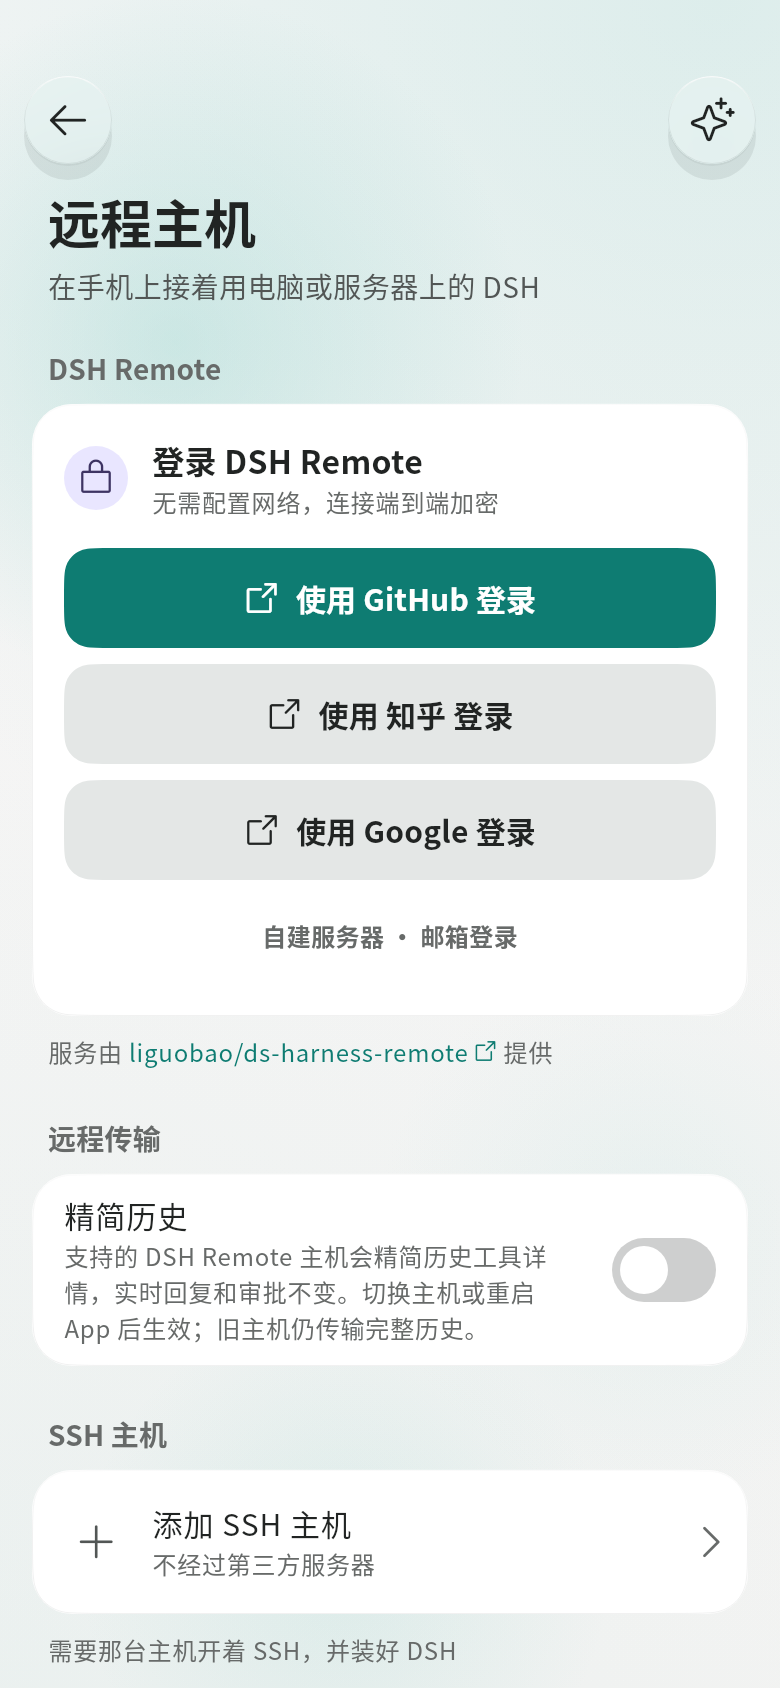 远程主机
在手机上接着用电脑或服务器上的 DSH
DSH Remote
登录 DSH Remote
无需配置网络，连接端到端加密
使用 GitHub 登录
使用 知乎 登录
使用 Google 登录
自建服务器 · 邮箱登录
服务由 liguobao/ds-harness-remote 提供
远程传输
精简历史
支持的 DSH Remote 主机会精简历史工具详
情，实时回复和审批不变。切换主机或重启
App 后生效；旧主机仍传输完整历史。
SSH 主机
添加 SSH 主机
不经过第三方服务器
需要那台主机开着 SSH，并装好 DSH